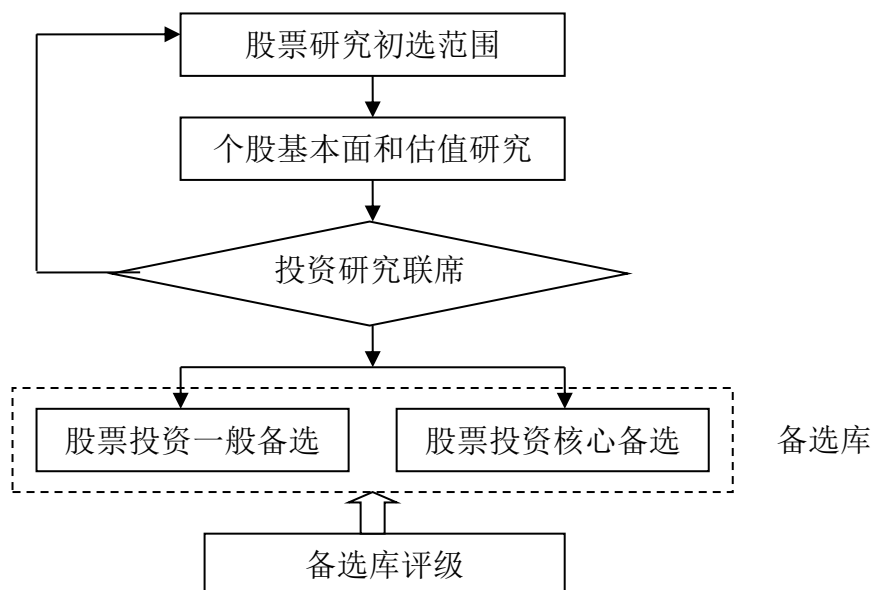 股票研究初选范围
个股基本面和估值研究
投资研究联席
股票投资一般备选
股票投资核心备选
备选库
备选库评级